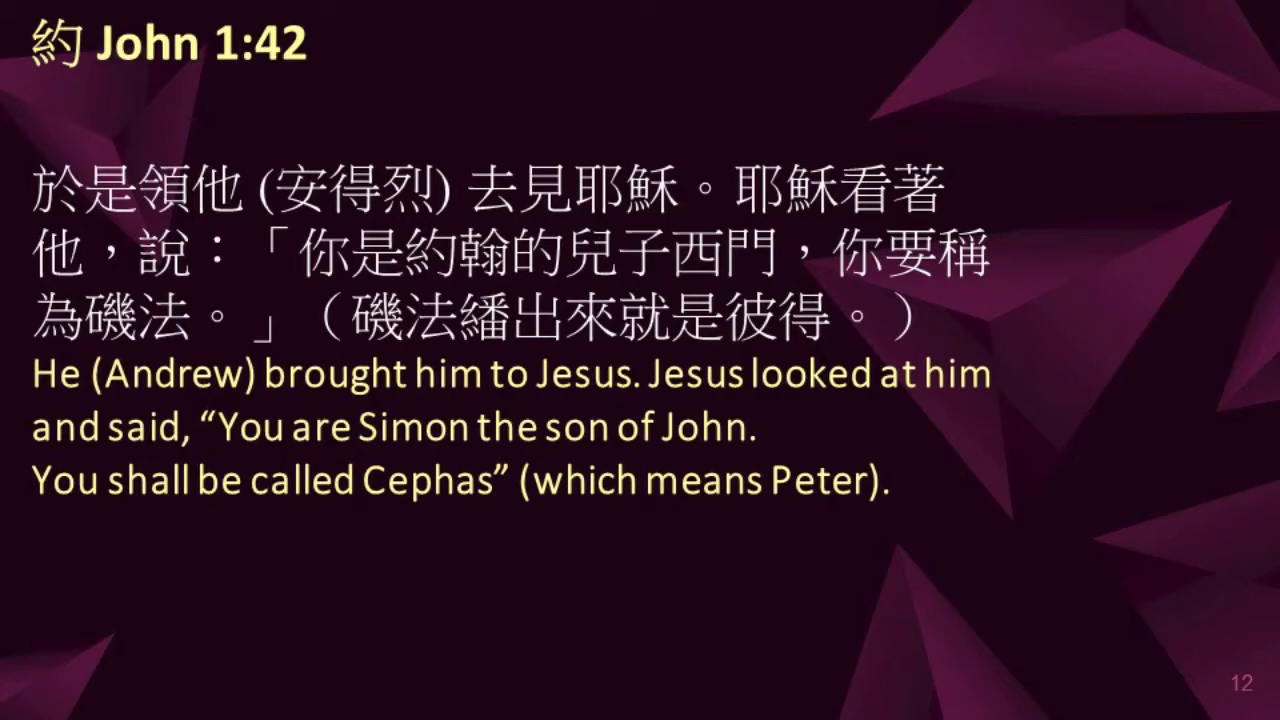 約 John 1:42
於是領他 (安得烈) 去見耶穌。耶穌看著
他，說：「你是約翰的兒子西門，你要稱
為磯法。」（磯法繙出來就是彼得。）
He (Andrew) brought him to Jesus. Jesus looked at him
and said, “You are Simon the son of John.
You shall be called Cephas” (which means Peter).
12